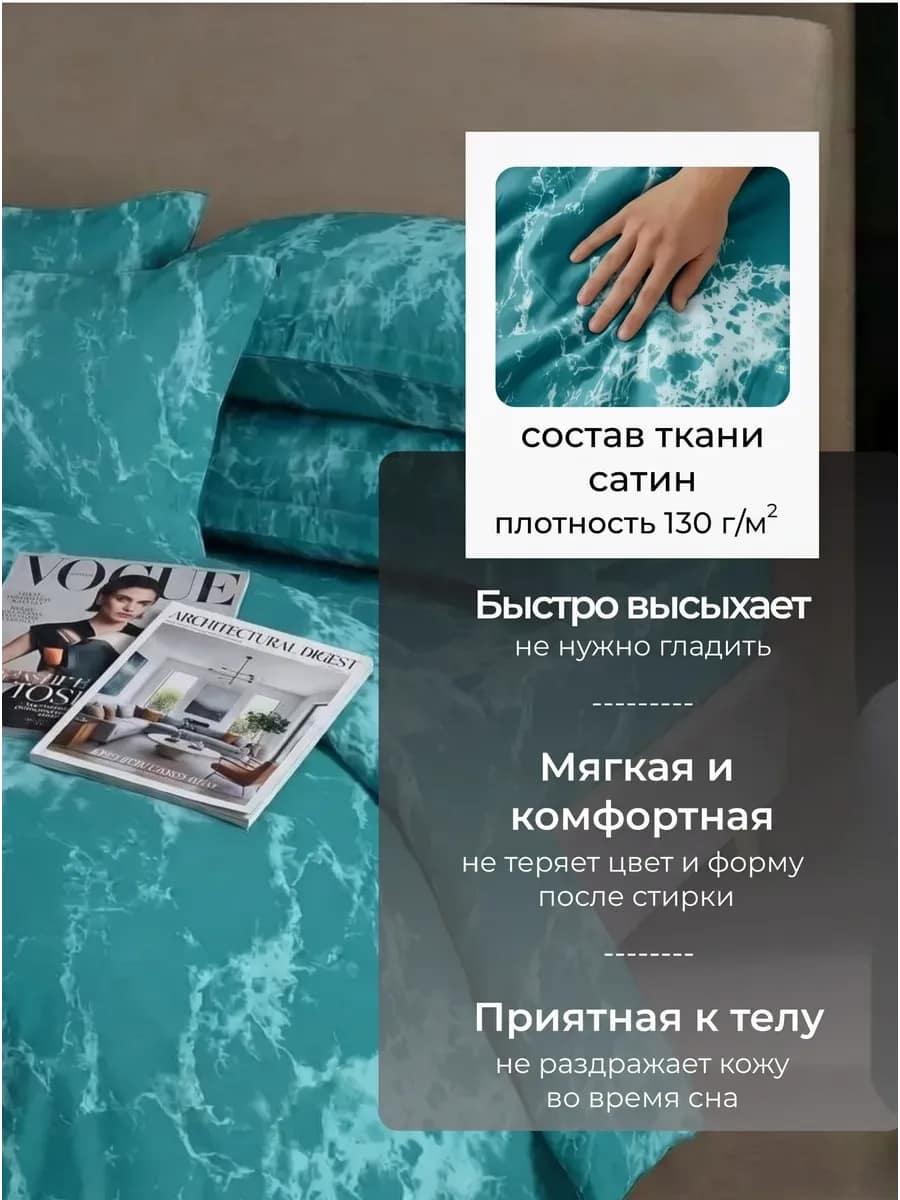 состав ткани
сатин
плотность 130 г/м²
Быстро высыхает
не нужно гладить
---------
Мягкая и
комфортная
не теряет цвет и форму
после стирки
--------
Приятная к телу
не раздражает кожу
во время сна
VOGUE
ARCHITECTURAL DIGEST